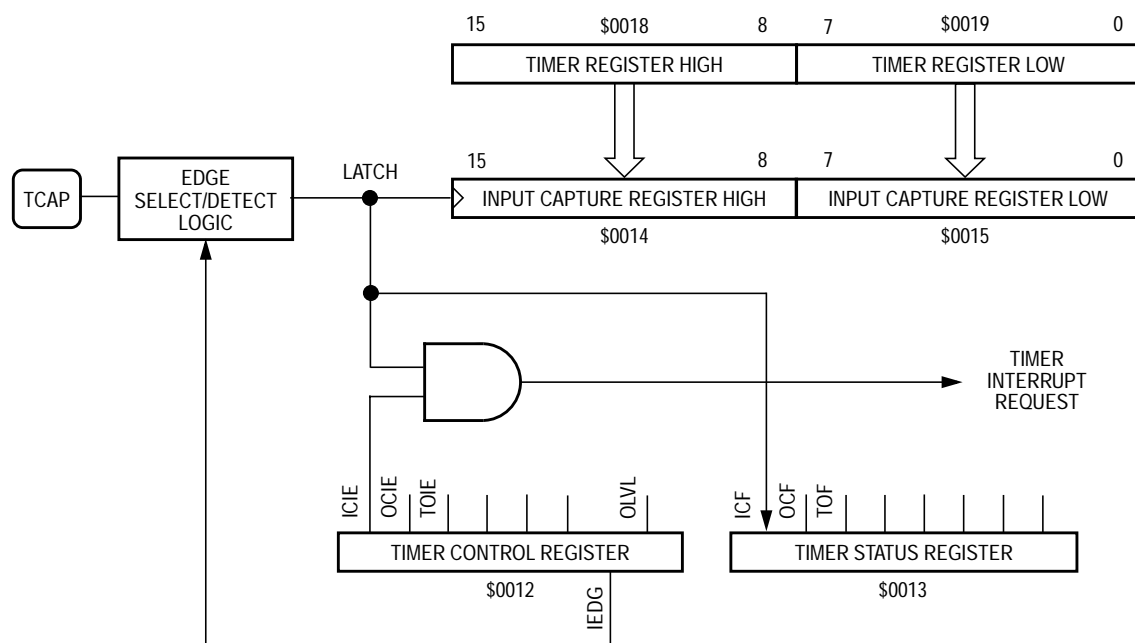 15 $0018 8 7 $0019 0
TIMER REGISTER HIGH TIMER REGISTER LOW
15 8 7 0
TCAP
EDGE
SELECT/DETECT
LOGIC
LATCH
INPUT CAPTURE REGISTER HIGH INPUT CAPTURE REGISTER LOW
$0014 $0015
TIMER
INTERRUPT
REQUEST
ICIE
OCIE
TOIE
OLVL
ICF
OCF
TOF
TIMER CONTROL REGISTER TIMER STATUS REGISTER
$0012 $0013
IEDG